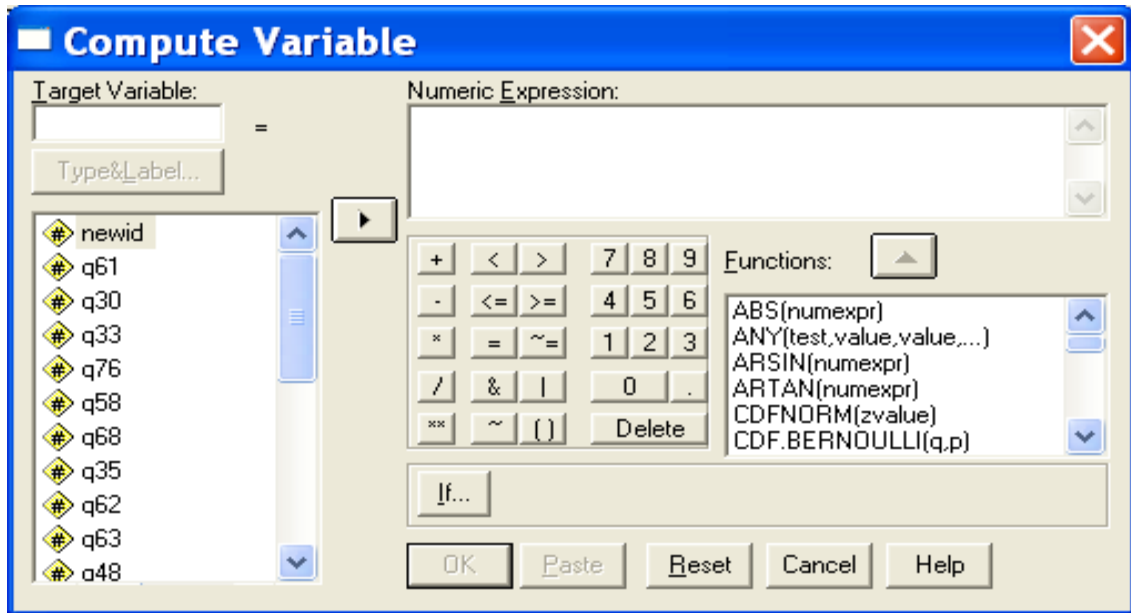 Compute Variable
Target Variable:
=
Type&Label...
Numeric Expression:
newid
q61
q30
q33
q76
q58
q68
q35
q62
q63
q48
+ < > 7 8 9
- <= >= 4 5 6
* = ~= 1 2 3
/ & | 0 .
** ~ () Delete
Functions:
ABS(numexpr)
ANY(test,value,value,...)
ARSIN(numexpr)
ARTAN(numexpr)
CDFNORM(zvalue)
CDF.BERNOULLI(q,p)
If...
OK Paste Reset Cancel Help